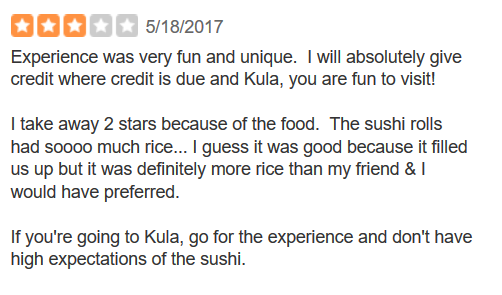 5/18/2017
Experience was very fun and unique.  I will absolutely give
credit where credit is due and Kula, you are fun to visit!
I take away 2 stars because of the food.  The sushi rolls
had soooo much rice... I guess it was good because it filled
us up but it was definitely more rice than my friend & I
would have preferred.
If you're going to Kula, go for the experience and don't have
high expectations of the sushi.